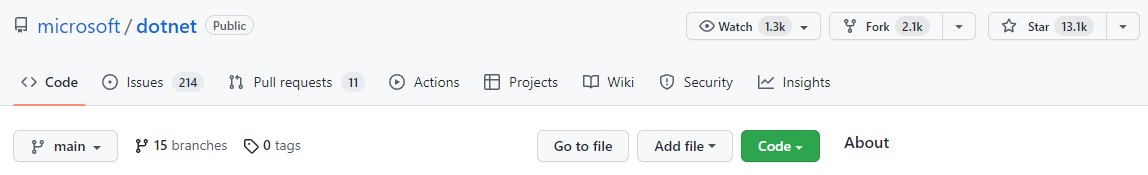 microsoft / dotnet Public Watch 1.3k Fork 2.1k Star 13.1k
Code Issues 214 Pull requests 11 Actions Projects Wiki Security Insights
main 15 branches 0 tags Go to file Add file Code About